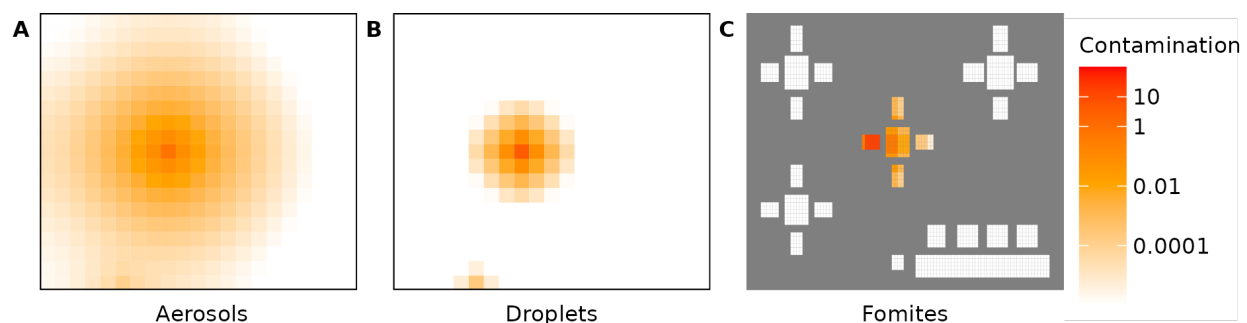 A
B
C
Contamination
10
1
0.01
0.0001
Aerosols
Droplets
Fomites